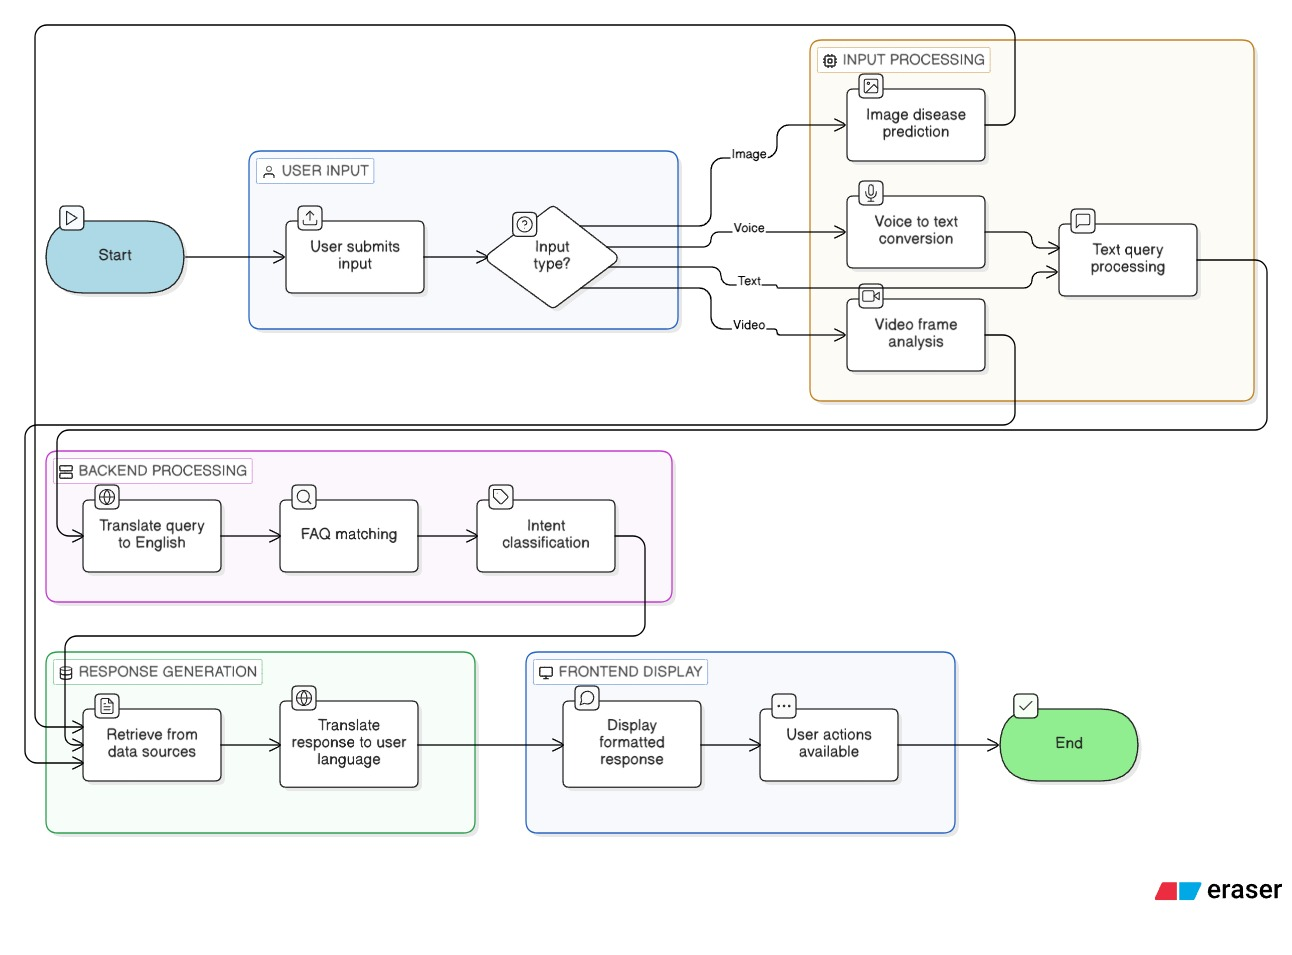 INPUT PROCESSING
Image disease
prediction
Image
USER INPUT
Start
User submits
input
Input
type?
Voice
Voice to text
conversion
Text query
processing
Text
Video
Video frame
analysis
BACKEND PROCESSING
Translate query
to English
FAQ matching
Intent
classification
RESPONSE GENERATION
Retrieve from
data sources
Translate
response to user
language
FRONTEND DISPLAY
Display
formatted
response
User actions
available
End
eraser